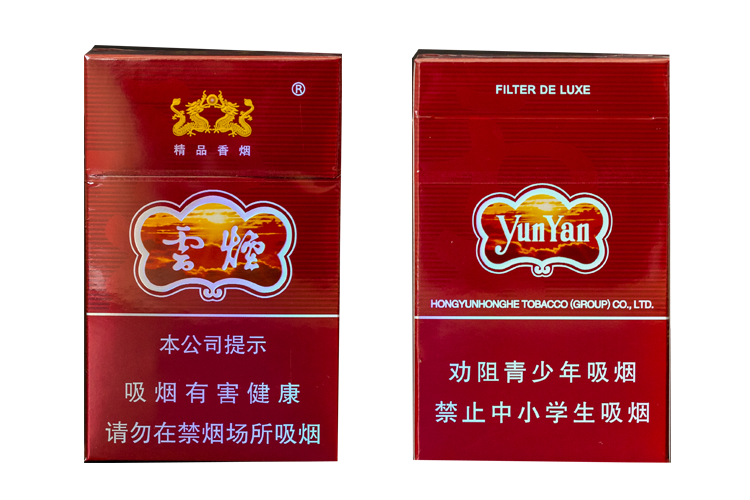 ®
精品香烟
雲煙
本公司提示
吸烟有害健康
请勿在禁烟场所吸烟
FILTER DE LUXE
YunYan
HONGYUNHONGHE TOBACCO (GROUP) CO., LTD.
劝阻青少年吸烟
禁止中小学生吸烟